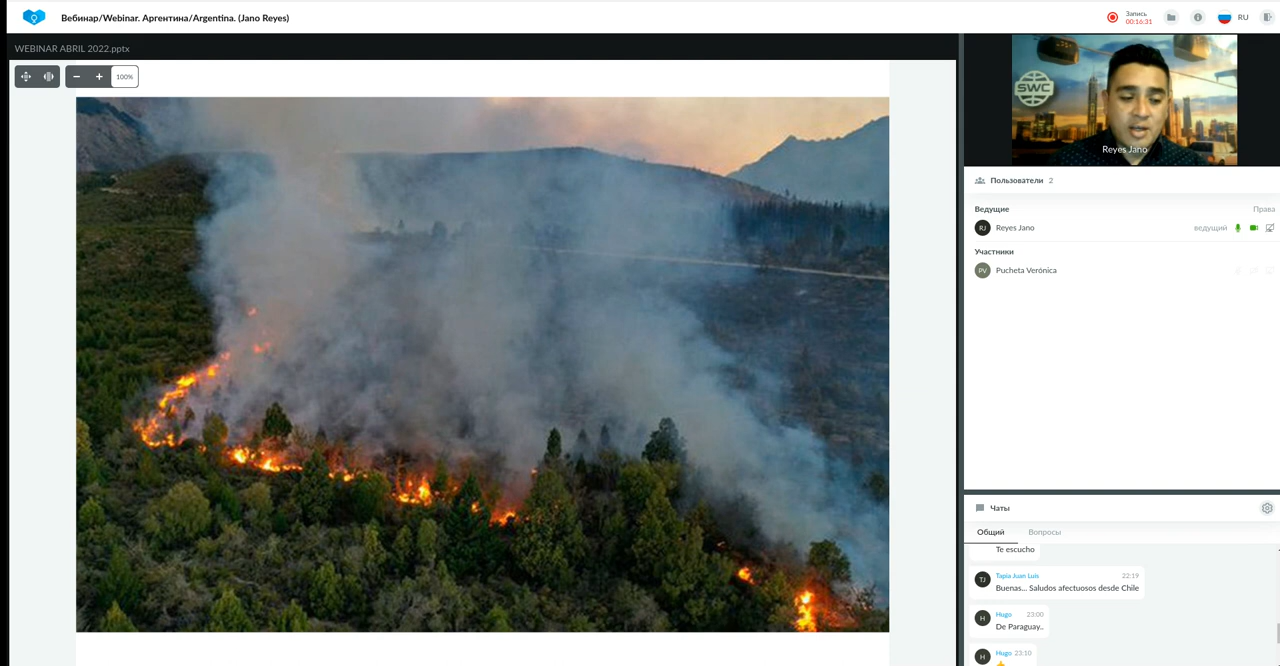 Вебинар/Webinar. Аргентина/Argentina. (Jano Reyes)
Запись
00:16:31
RU
WEBINAR ABRIL 2022.pptx
100%
SWC
Reyes Jano
Пользователи 2
Ведущие Права
RJ Reyes Jano ведущий
Участники
PV Pucheta Verónica
Чаты
Общий Вопросы
Te escucho
TJ Tapia Juan Luis 22:19
Buenas... Saludos afectuosos desde Chile
H Hugo 23:00
De Paraguay..
H Hugo 23:10
👍